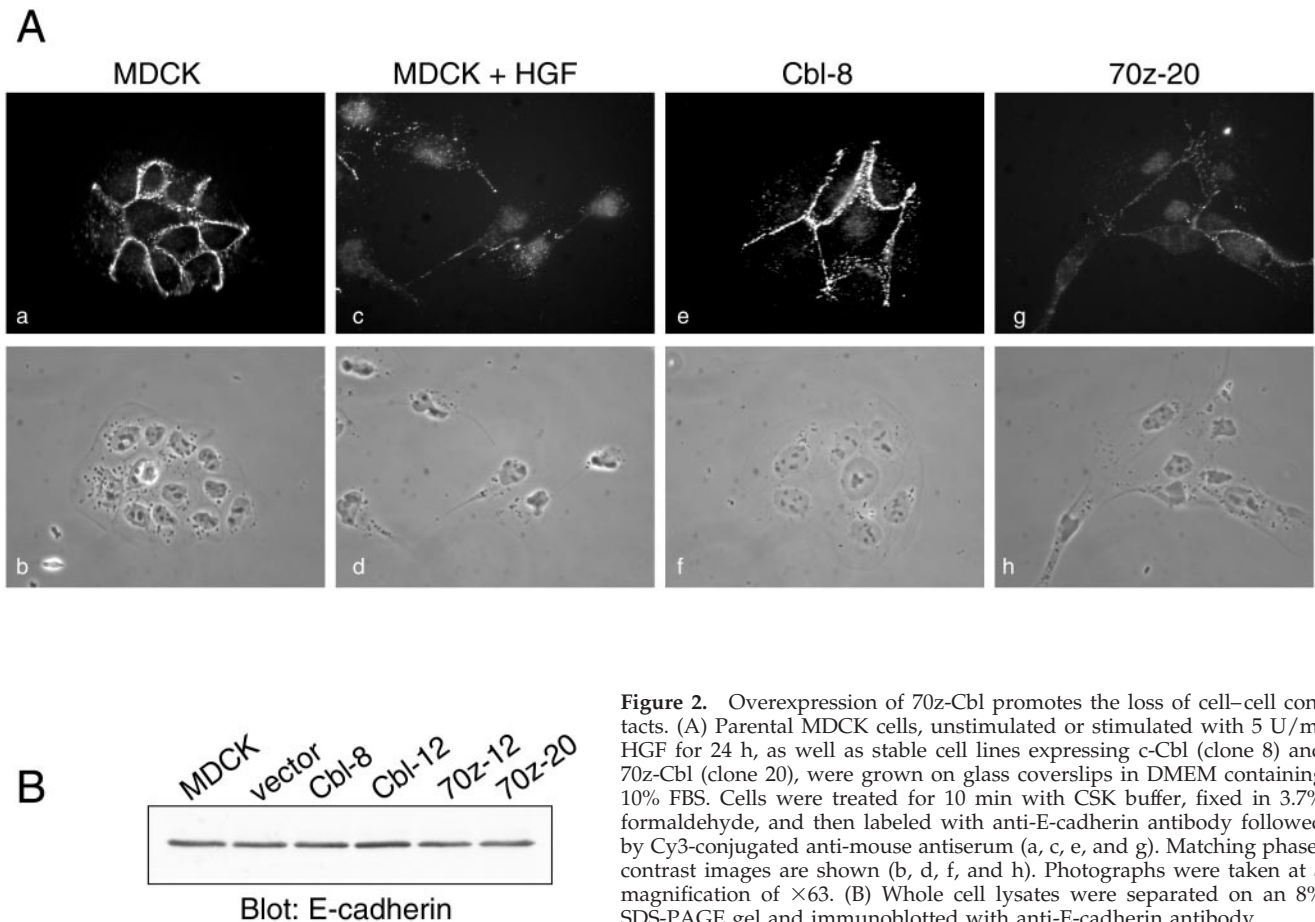 A
MDCK
MDCK + HGF
Cbl-8
70z-20
a
c
e
g
b
d
f
h
B
MDCK
vector
Cbl-8
Cbl-12
70z-12
70z-20
Blot: E-cadherin
Figure 2. Overexpression of 70z-Cbl promotes the loss of cell–cell con
tacts. (A) Parental MDCK cells, unstimulated or stimulated with 5 U/m
HGF for 24 h, as well as stable cell lines expressing c-Cbl (clone 8) and
70z-Cbl (clone 20), were grown on glass coverslips in DMEM containing
10% FBS. Cells were treated for 10 min with CSK buffer, fixed in 3.7%
formaldehyde, and then labeled with anti-E-cadherin antibody followed
by Cy3-conjugated anti-mouse antiserum (a, c, e, and g). Matching phase
contrast images are shown (b, d, f, and h). Photographs were taken at
magnification of ×63. (B) Whole cell lysates were separated on an 8%
SDS-PAGE gel and immunoblotted with anti-E-cadherin antibody.